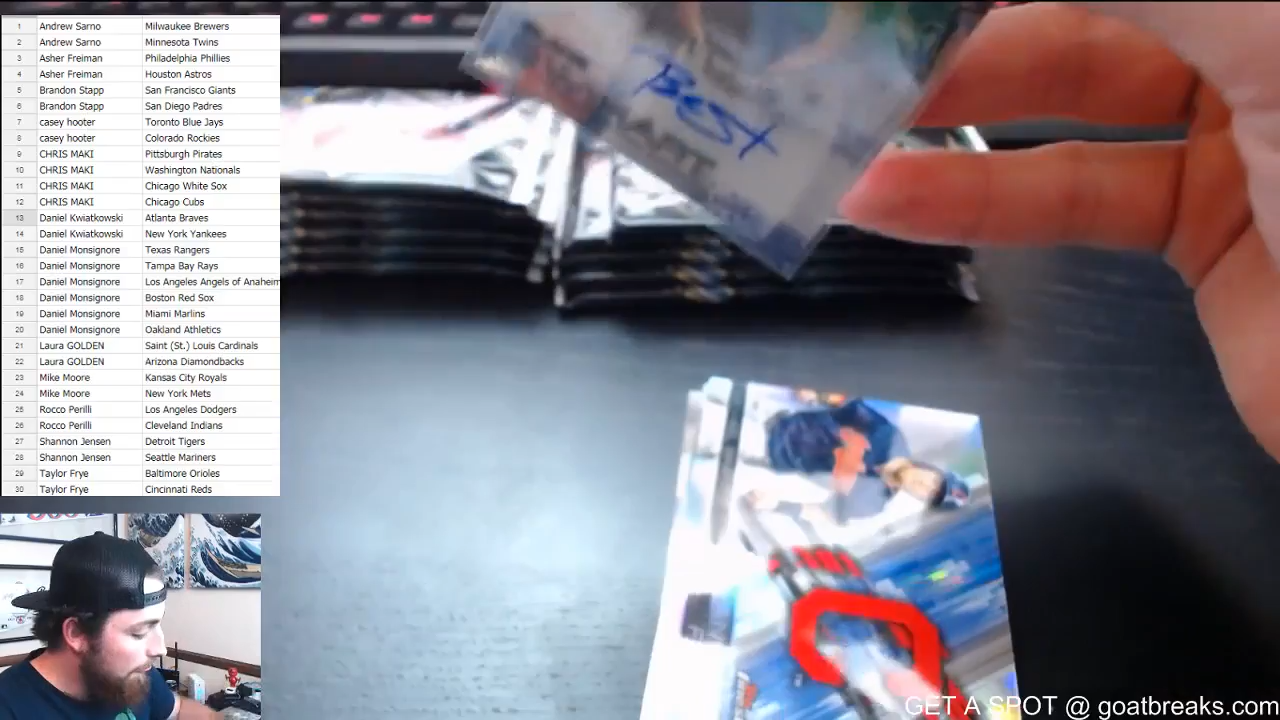 1 Andrew Sarno Milwaukee Brewers
2 Andrew Sarno Minnesota Twins
3 Asher Freiman Philadelphia Phillies
4 Asher Freiman Houston Astros
5 Brandon Stapp San Francisco Giants
6 Brandon Stapp San Diego Padres
7 casey hooter Toronto Blue Jays
8 casey hooter Colorado Rockies
9 CHRIS MAKI Pittsburgh Pirates
10 CHRIS MAKI Washington Nationals
11 CHRIS MAKI Chicago White Sox
12 CHRIS MAKI Chicago Cubs
13 Daniel Kwiatkowski Atlanta Braves
14 Daniel Kwiatkowski New York Yankees
15 Daniel Monsignore Texas Rangers
16 Daniel Monsignore Tampa Bay Rays
17 Daniel Monsignore Los Angeles Angels of Anaheim
18 Daniel Monsignore Boston Red Sox
19 Daniel Monsignore Miami Marlins
20 Daniel Monsignore Oakland Athletics
21 Laura GOLDEN Saint (St.) Louis Cardinals
22 Laura GOLDEN Arizona Diamondbacks
23 Mike Moore Kansas City Royals
24 Mike Moore New York Mets
25 Rocco Perilli Los Angeles Dodgers
26 Rocco Perilli Cleveland Indians
27 Shannon Jensen Detroit Tigers
28 Shannon Jensen Seattle Mariners
29 Taylor Frye Baltimore Orioles
30 Taylor Frye Cincinnati Reds
Best
GET A SPOT @ goatbreaks.com